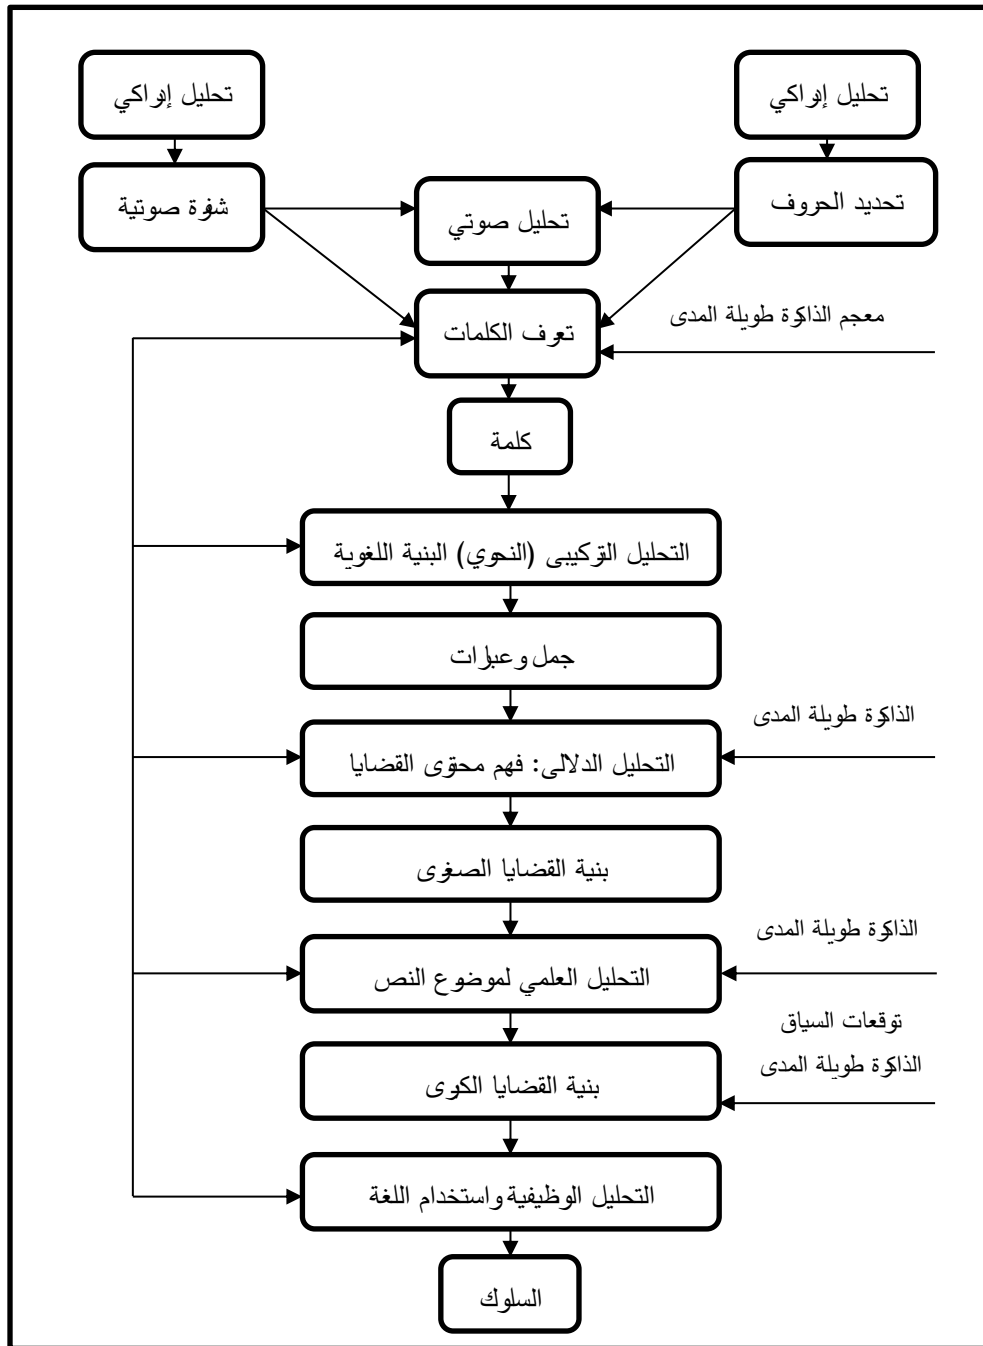 تحليل إدراكي
تحليل إدراكي
تحديد الحروف
تحليل صوتي
شفرة صوتية
معجم الذاكرة طويلة المدى
تعرف الكلمات
كلمة
التحليل التركيبى (النحوي) البنية اللغوية
جمل وعبارات
الذاكرة طويلة المدى
التحليل الدلالى: فهم محتوى القضايا
بنية القضايا الصغرى
الذاكرة طويلة المدى
التحليل العلمي لموضوع النص
توقعات السياق
الذاكرة طويلة المدى
بنية القضايا الكبرى
التحليل الوظيفية واستخدام اللغة
السلوك